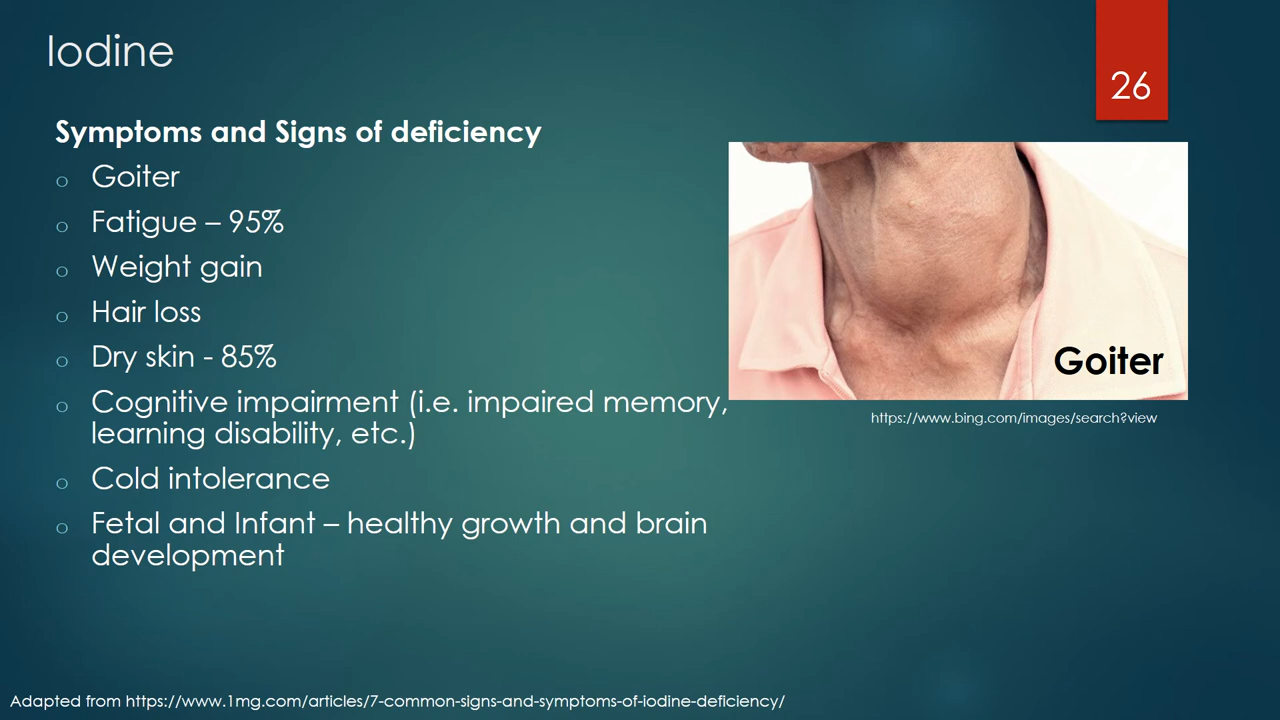 Iodine
26
Symptoms and Signs of deficiency
o Goiter
o Fatigue – 95%
o Weight gain
o Hair loss
o Dry skin - 85%
o Cognitive impairment (i.e. impaired memory,
learning disability, etc.)
o Cold intolerance
o Fetal and Infant – healthy growth and brain
development
Goiter
https://www.bing.com/images/search?view
Adapted from https://www.1mg.com/articles/7-common-signs-and-symptoms-of-iodine-deficiency/